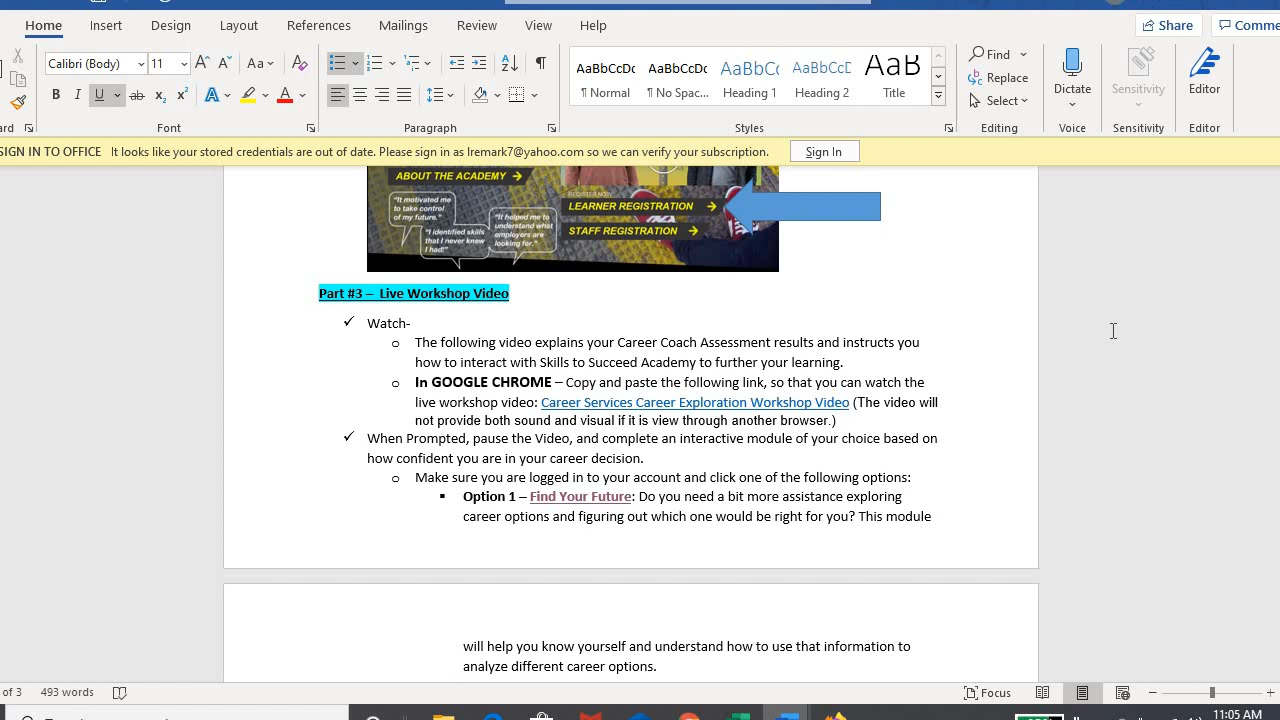 Home Insert Design Layout References Mailings Review View Help Share
Calibri (Body) 11 Aa
AaBbCcDc AaBbCcDc AaBbCc AaBbCcD AaB
¶ Normal ¶ No Spac... Heading 1 Heading 2 Title
Find
Replace
Select
Dictate Sensitivity Editor
Font Paragraph Styles Editing Voice Sensitivity Editor
SIGN IN TO OFFICE It looks like your stored credentials are out of date. Please sign in as lremark7@yahoo.com so we can verify your subscription. Sign In
ABOUT THE ACADEMY
REGISTER NOW
LEARNER REGISTRATION
STAFF REGISTRATION
"It motivated me
to take control
of my future."
"I identified skills
that I never knew
I had!"
"It helped me to
understand what
employers are
looking for."
Part #3 – Live Workshop Video
Watch-
o The following video explains your Career Coach Assessment results and instructs you
how to interact with Skills to Succeed Academy to further your learning.
o In GOOGLE CHROME – Copy and paste the following link, so that you can watch the
live workshop video: Career Services Career Exploration Workshop Video (The video will
not provide both sound and visual if it is view through another browser.)
When Prompted, pause the Video, and complete an interactive module of your choice based on
how confident you are in your career decision.
o Make sure you are logged in to your account and click one of the following options:
▪ Option 1 – Find Your Future: Do you need a bit more assistance exploring
career options and figuring out which one would be right for you? This module
will help you know yourself and understand how to use that information to
analyze different career options.
of 3 493 words Focus
11:05 AM